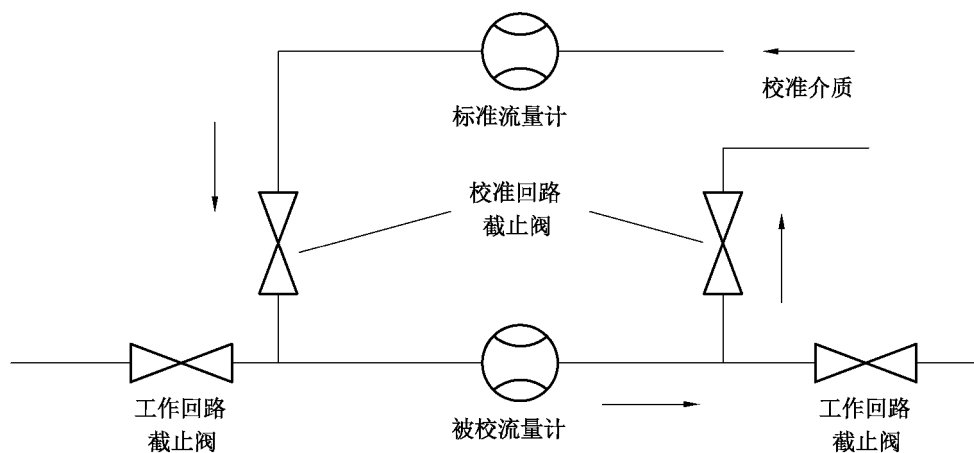 校准介质
标准流量计
校准回路
截止阀
工作回路
截止阀
被校流量计
工作回路
截止阀